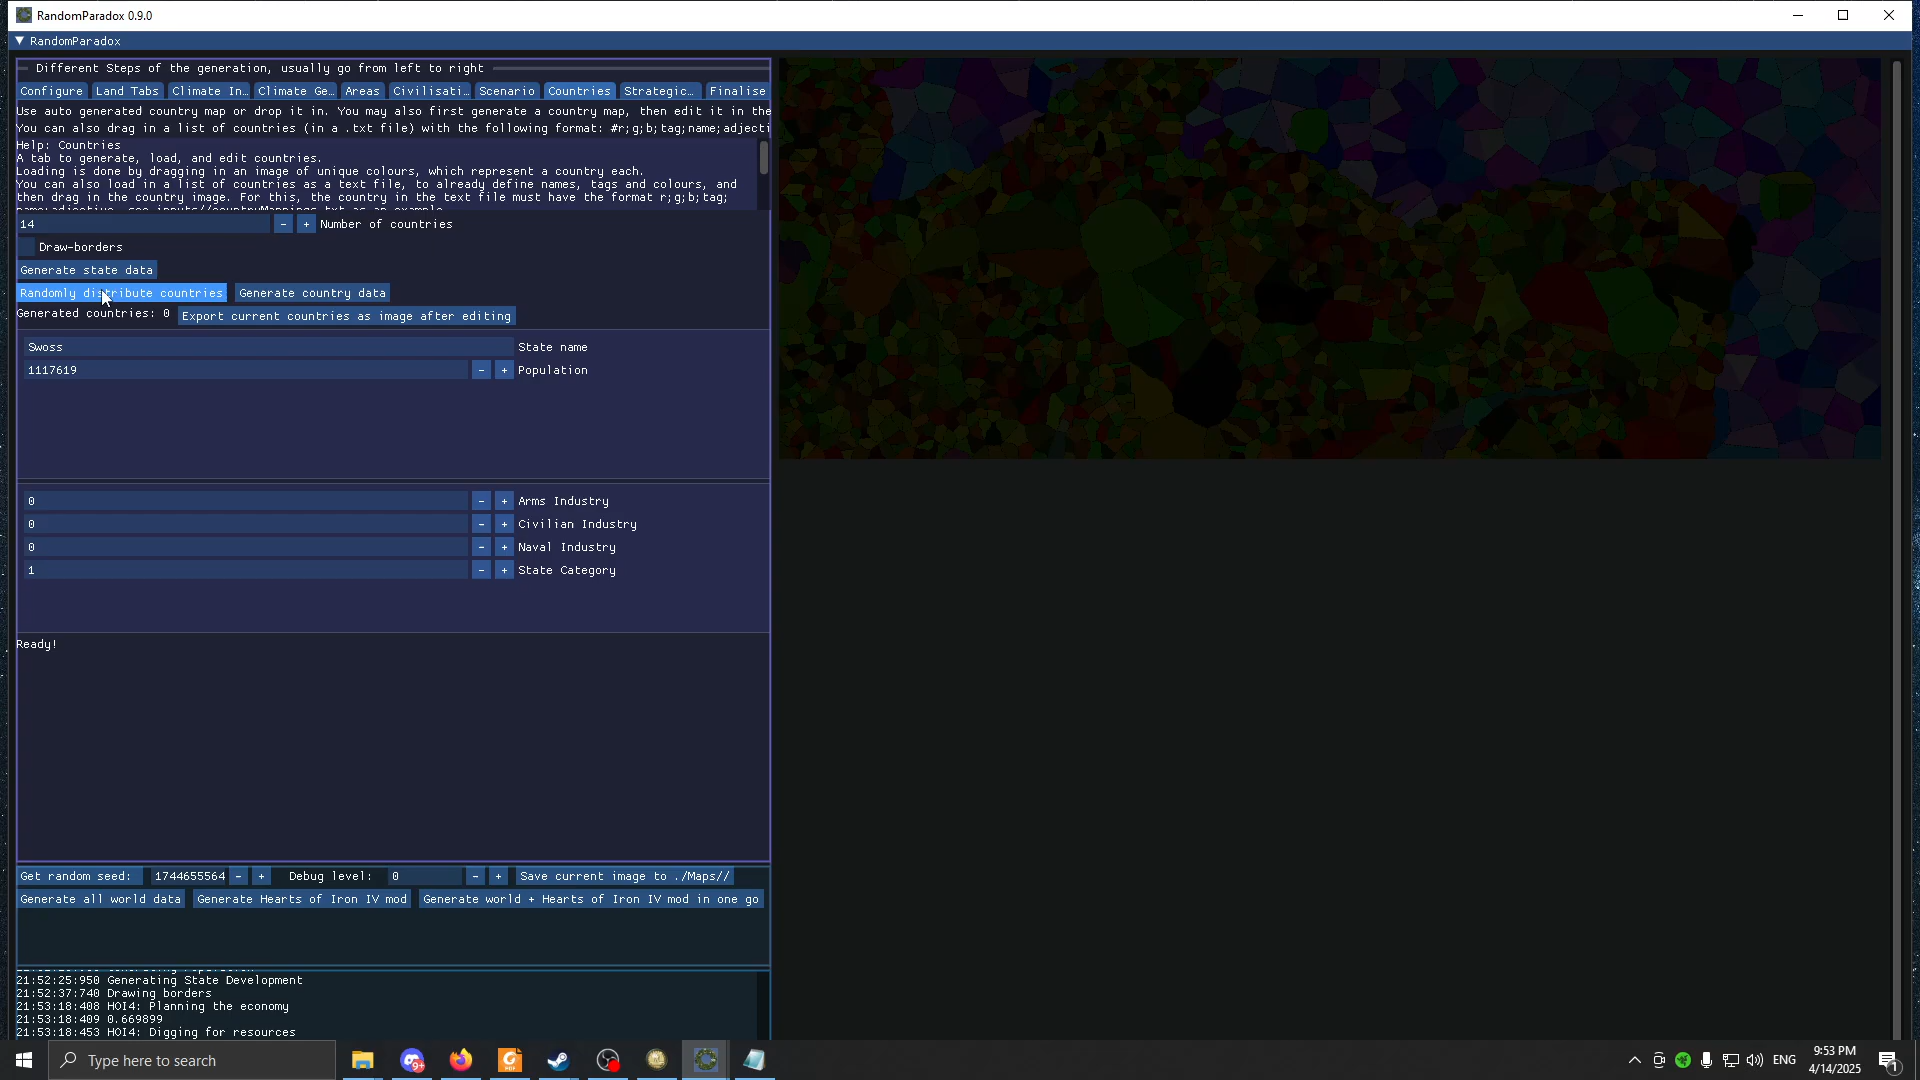 RandomParadox 0.9.0
RandomParadox
Different Steps of the generation, usually go from left to right
Configure Land Tabs Climate In… Climate Ge… Areas Civilisati… Scenario Countries Strategic… Finalise
Use auto generated country map or drop it in. You may also first generate a country map, then edit it in the
You can also drag in a list of countries (in a .txt file) with the following format: #r;g;b;tag;name;adjecti
Help: Countries
A tab to generate, load, and edit countries.
Loading is done by dragging in an image of unique colours, which represent a country each.
You can also load in a list of countries as a text file, to already define names, tags and colours, and
then drag in the country image. For this, the country in the text file must have the format r;g;b;tag;
14 - + Number of countries
Draw-borders
Generate state data
Randomly distribute countries Generate country data
Generated countries: 0 Export current countries as image after editing
Swoss State name
1117619 - + Population
0 - + Arms Industry
0 - + Civilian Industry
0 - + Naval Industry
1 - + State Category
Ready!
Get random seed: 1744655564 - + Debug level: 0 - + Save current image to ./Maps//
Generate all world data Generate Hearts of Iron IV mod Generate world + Hearts of Iron IV mod in one go
21:52:25:950 Generating State Development
21:52:37:740 Drawing borders
21:53:18:408 HOI4: Planning the economy
21:53:18:409 0.669899
21:53:18:453 HOI4: Digging for resources
Type here to search
9+
ENG
9:53 PM
4/14/2025
1